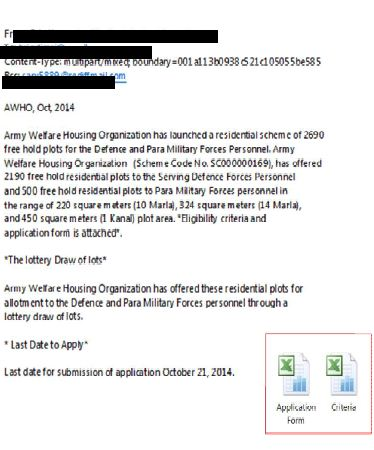 Fr
Content-Type: multipart/mixed; boundary=001a113b0938c521c105055be585
AWHO, Oct, 2014
Army Welfare Housing Organization has launched a residential scheme of 2690
free hold plots for the Defence and Para Military Forces Personnel. Army
Welfare Housing Organization (Scheme Code No. SC000000169), has offered
2190 free hold residential plots to the Serving Defence Forces Personnel
and 500 free hold residential plots to Para Military Forces personnel in
the range of 220 square meters (10 Marla), 324 square meters (14 Marla),
and 450 square meters (1 Kanal) plot area. *Eligibility criteria and
application form is attached*.
*The lottery Draw of lots*
Army Welfare Housing Organization has offered these residential plots for
allotment to the Defence and Para Military Forces personnel through a
lottery draw of lots.
* Last Date to Apply*
Last date for submission of application October 21, 2014.
Application
Form
Criteria